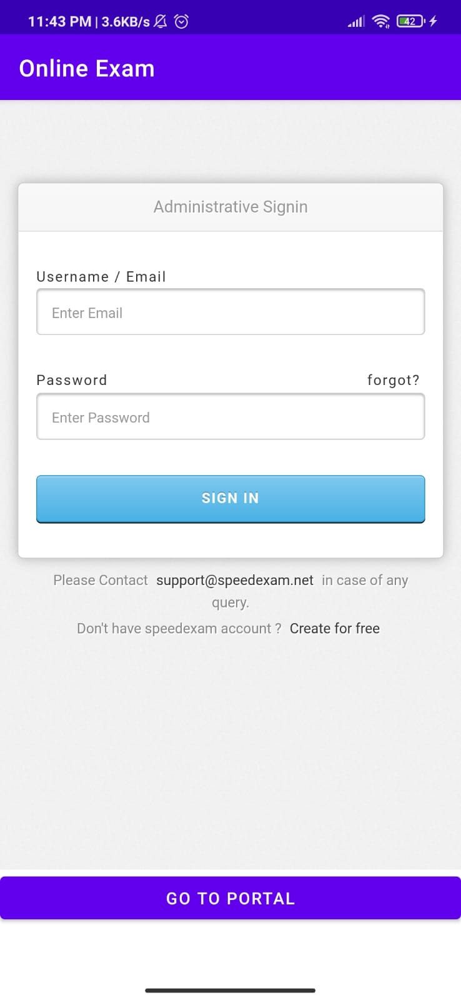 11:43 PM | 3.6KB/s 42
Online Exam
Administrative Signin
Username / Email
Enter Email
Password forgot?
Enter Password
SIGN IN
Please Contact support@speedexam.net in case of any
query.
Don't have speedexam account ? Create for free
GO TO PORTAL